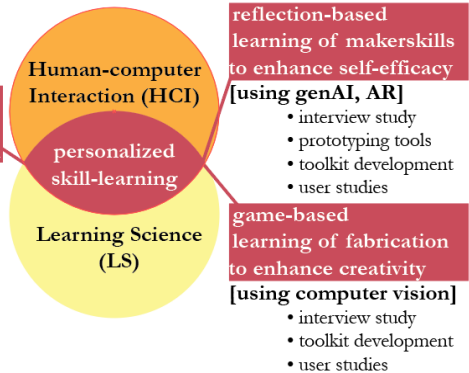 Human-computer
Interaction (HCI)
personalized
skill-learning
Learning Science
(LS)
reflection-based
learning of makerskills
to enhance self-efficacy
[using genAI, AR]
• interview study
• prototyping tools
• toolkit development
• user studies
game-based
learning of fabrication
to enhance creativity
[using computer vision]
• interview study
• toolkit development
• user studies